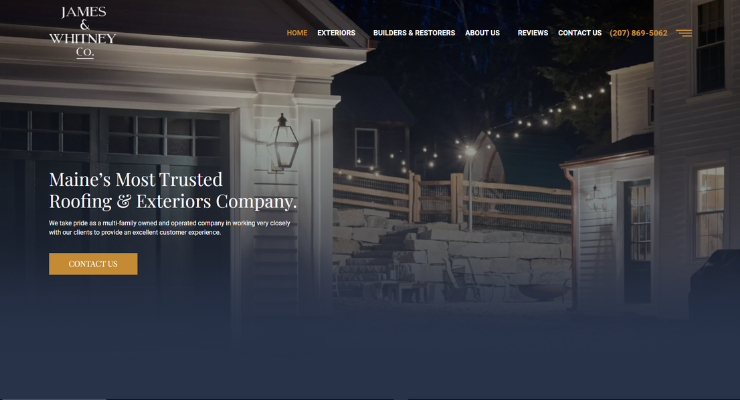 JAMES
&
WHITNEY
Co.
HOME EXTERIORS BUILDERS & RESTORERS ABOUT US REVIEWS CONTACT US (207) 869-5062
Maine's Most Trusted
Roofing & Exteriors Company.
We take pride as a multi-family owned and operated company in working very closely
with our clients to provide an excellent customer experience.
CONTACT US